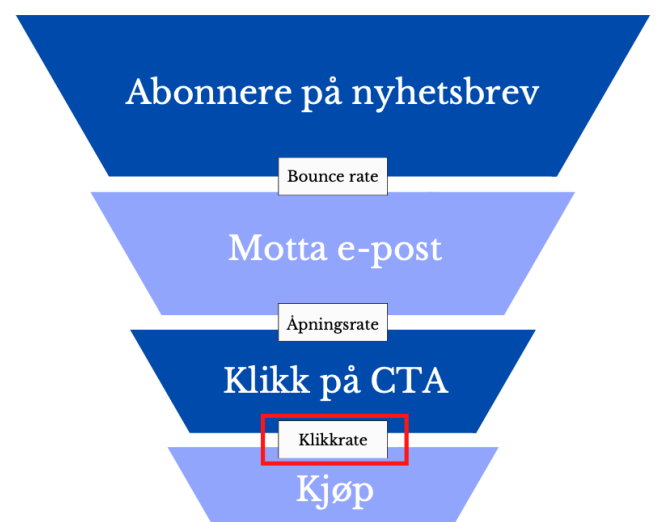 Abonnere på nyhetsbrev
Bounce rate
Motta e-post
Åpningsrate
Klikk på CTA
Klikkrate
Kjøp